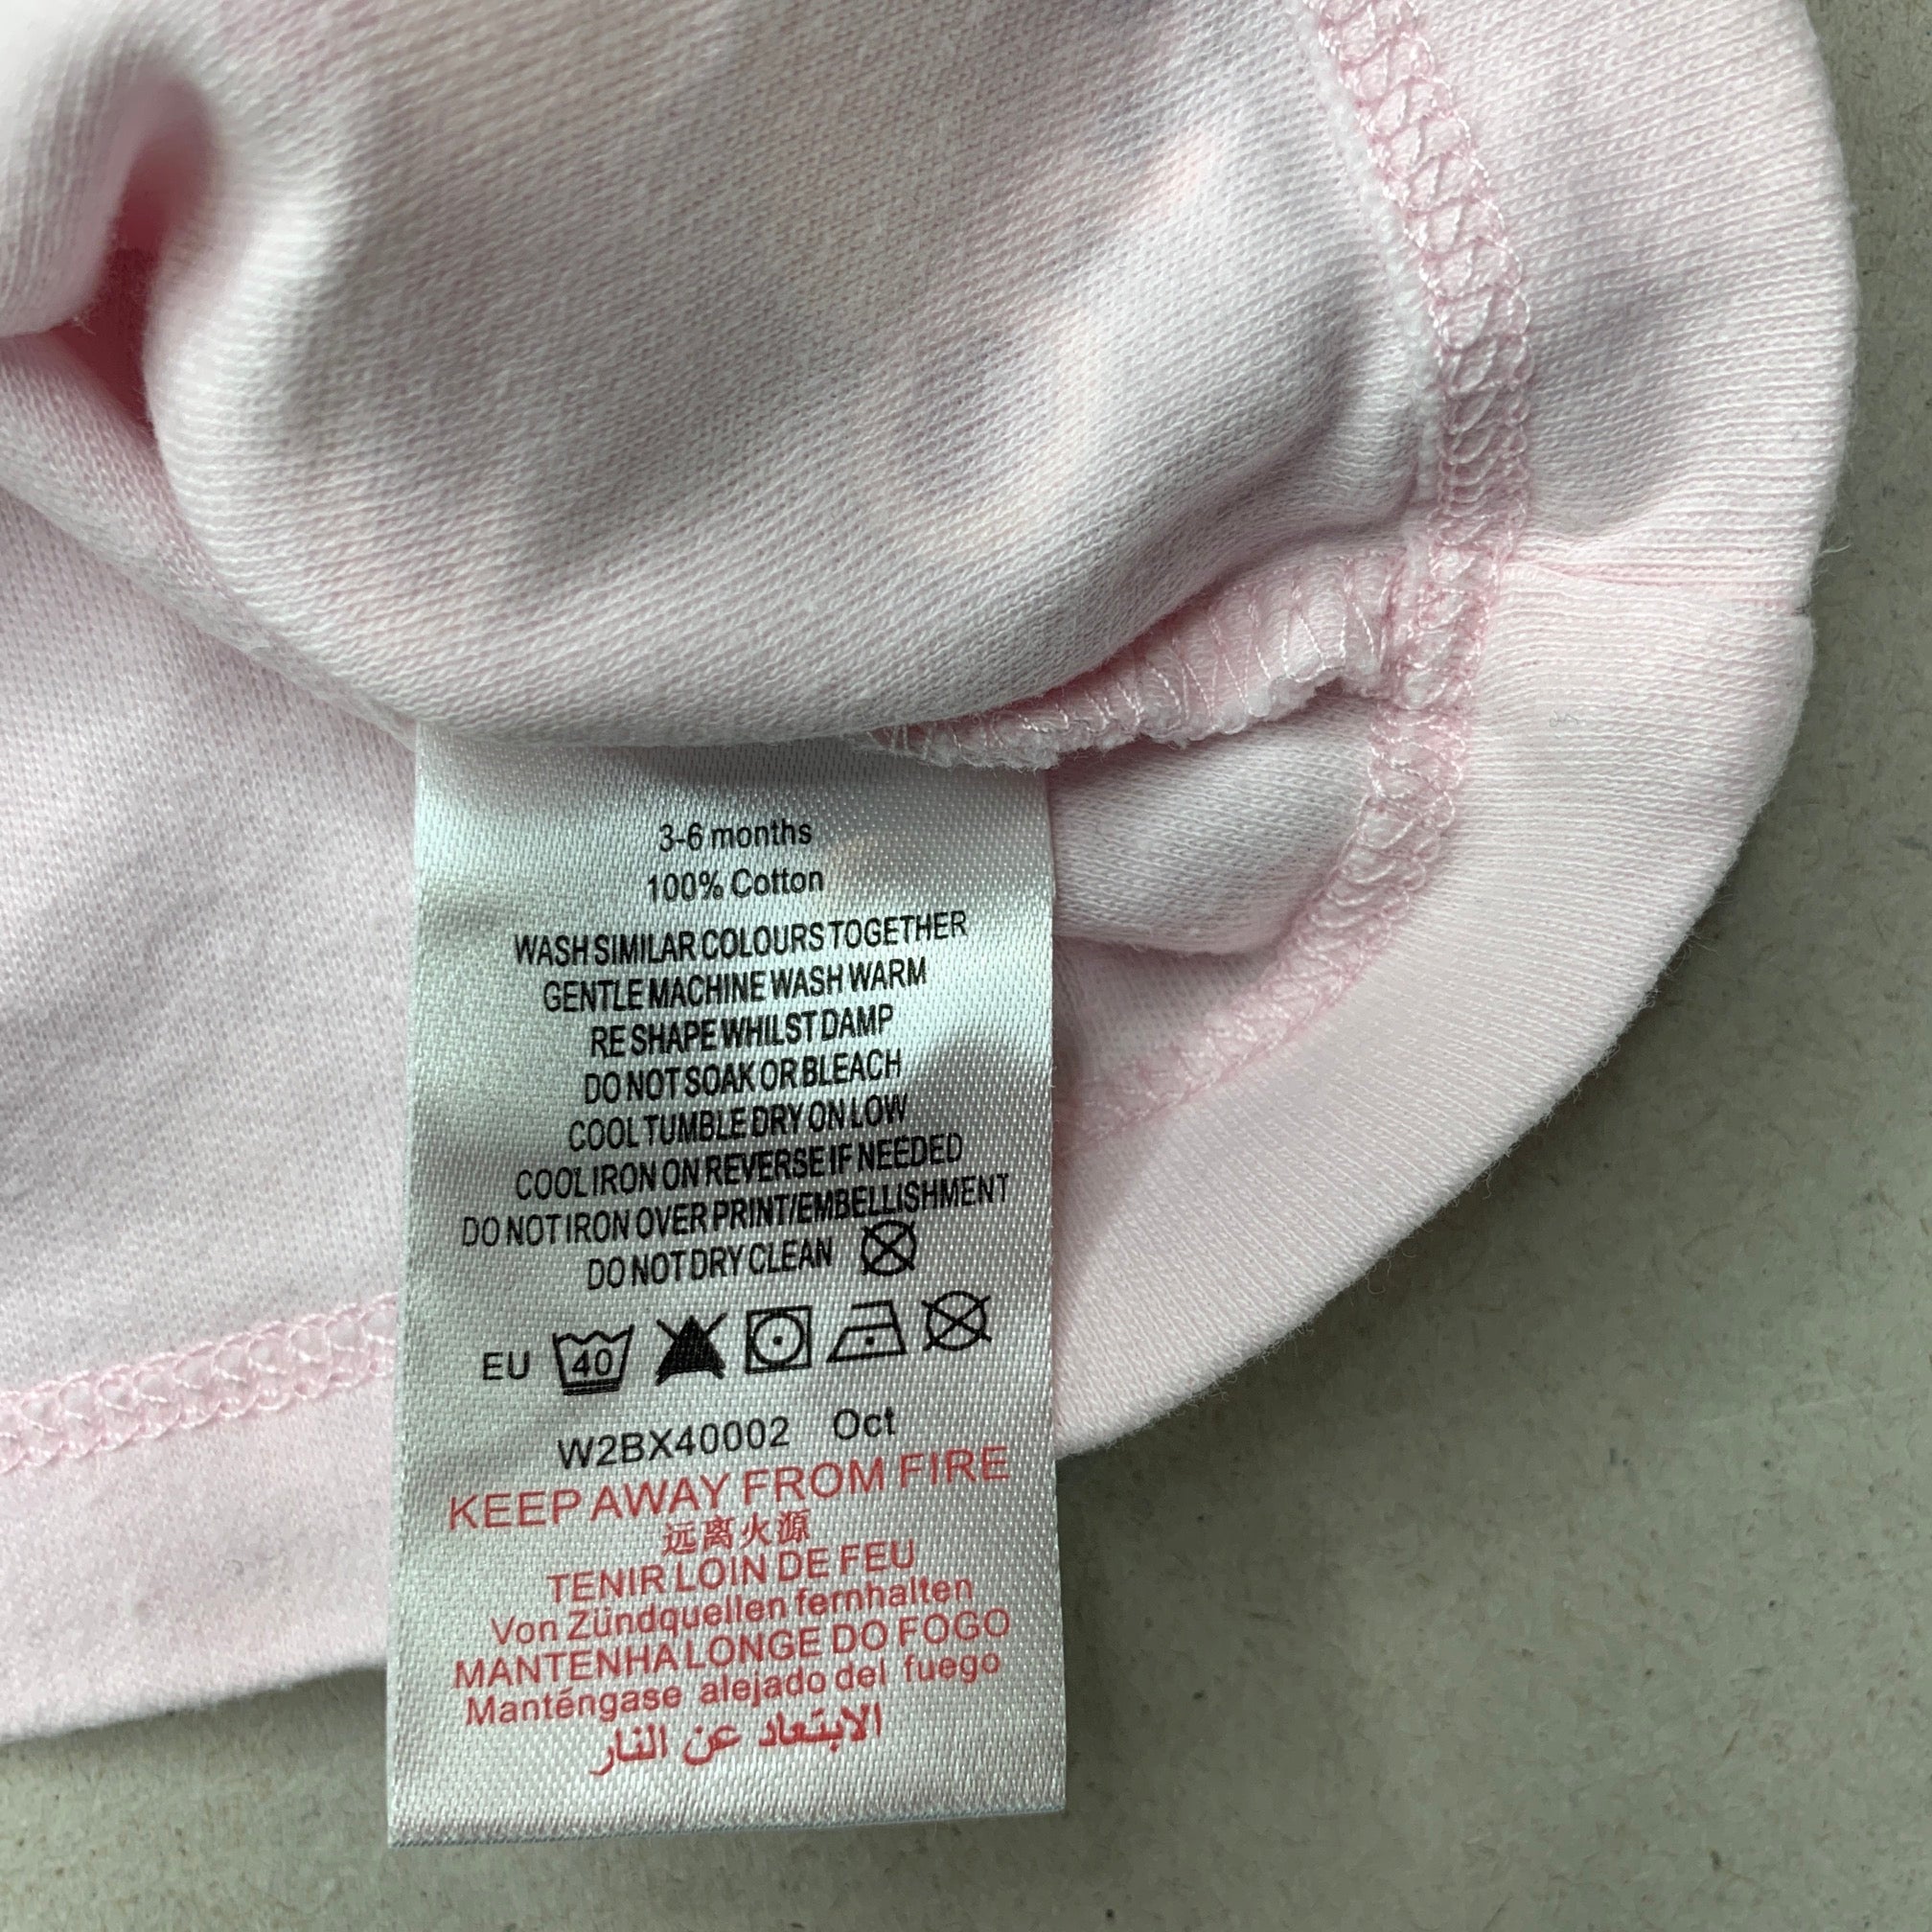 3-6 months
100% Cotton
WASH SIMILAR COLOURS TOGETHER
GENTLE MACHINE WASH WARM
RE SHAPE WHILST DAMP
DO NOT SOAK OR BLEACH
COOL TUMBLE DRY ON LOW
COOL IRON ON REVERSE IF NEEDED
DO NOT IRON OVER PRINT/EMBELLISHMENT
DO NOT DRY CLEAN
EU 40
W2BX40002 Oct
KEEP AWAY FROM FIRE
远离火源
TENIR LOIN DE FEU
Von Zündquellen fernhalten
MANTENHA LONGE DO FOGO
Manténgase alejado del fuego
الابتعاد عن النار